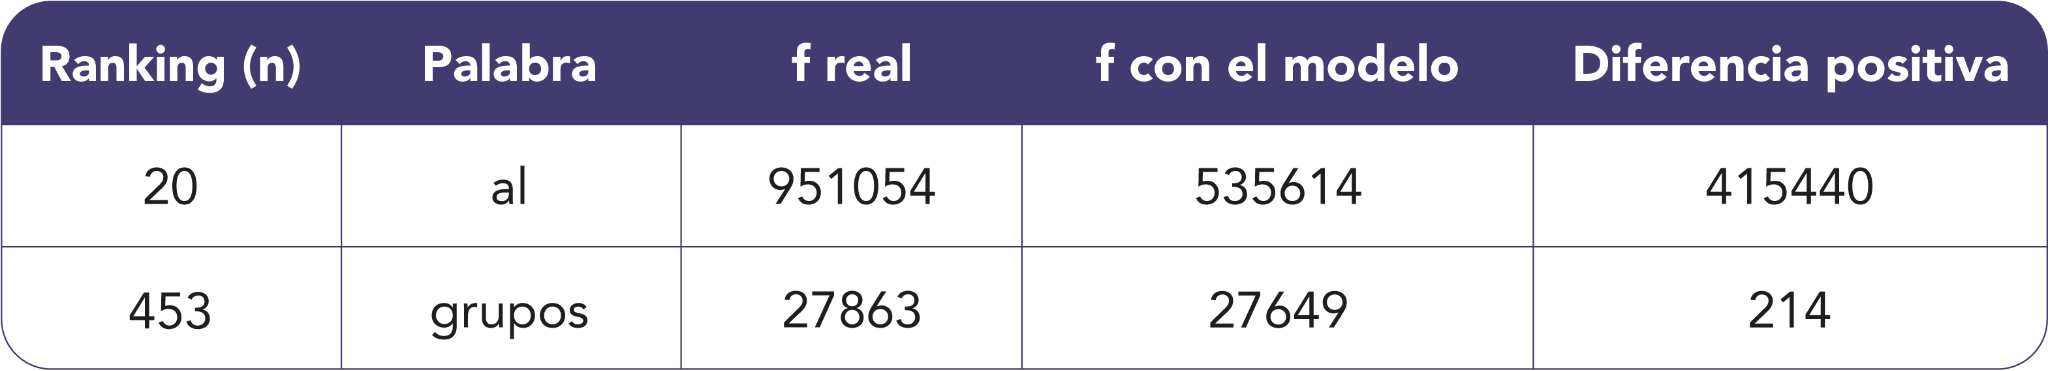 Ranking (n) Palabra f real f con el modelo Diferencia positiva
20 al 951054 535614 415440
453 grupos 27863 27649 214